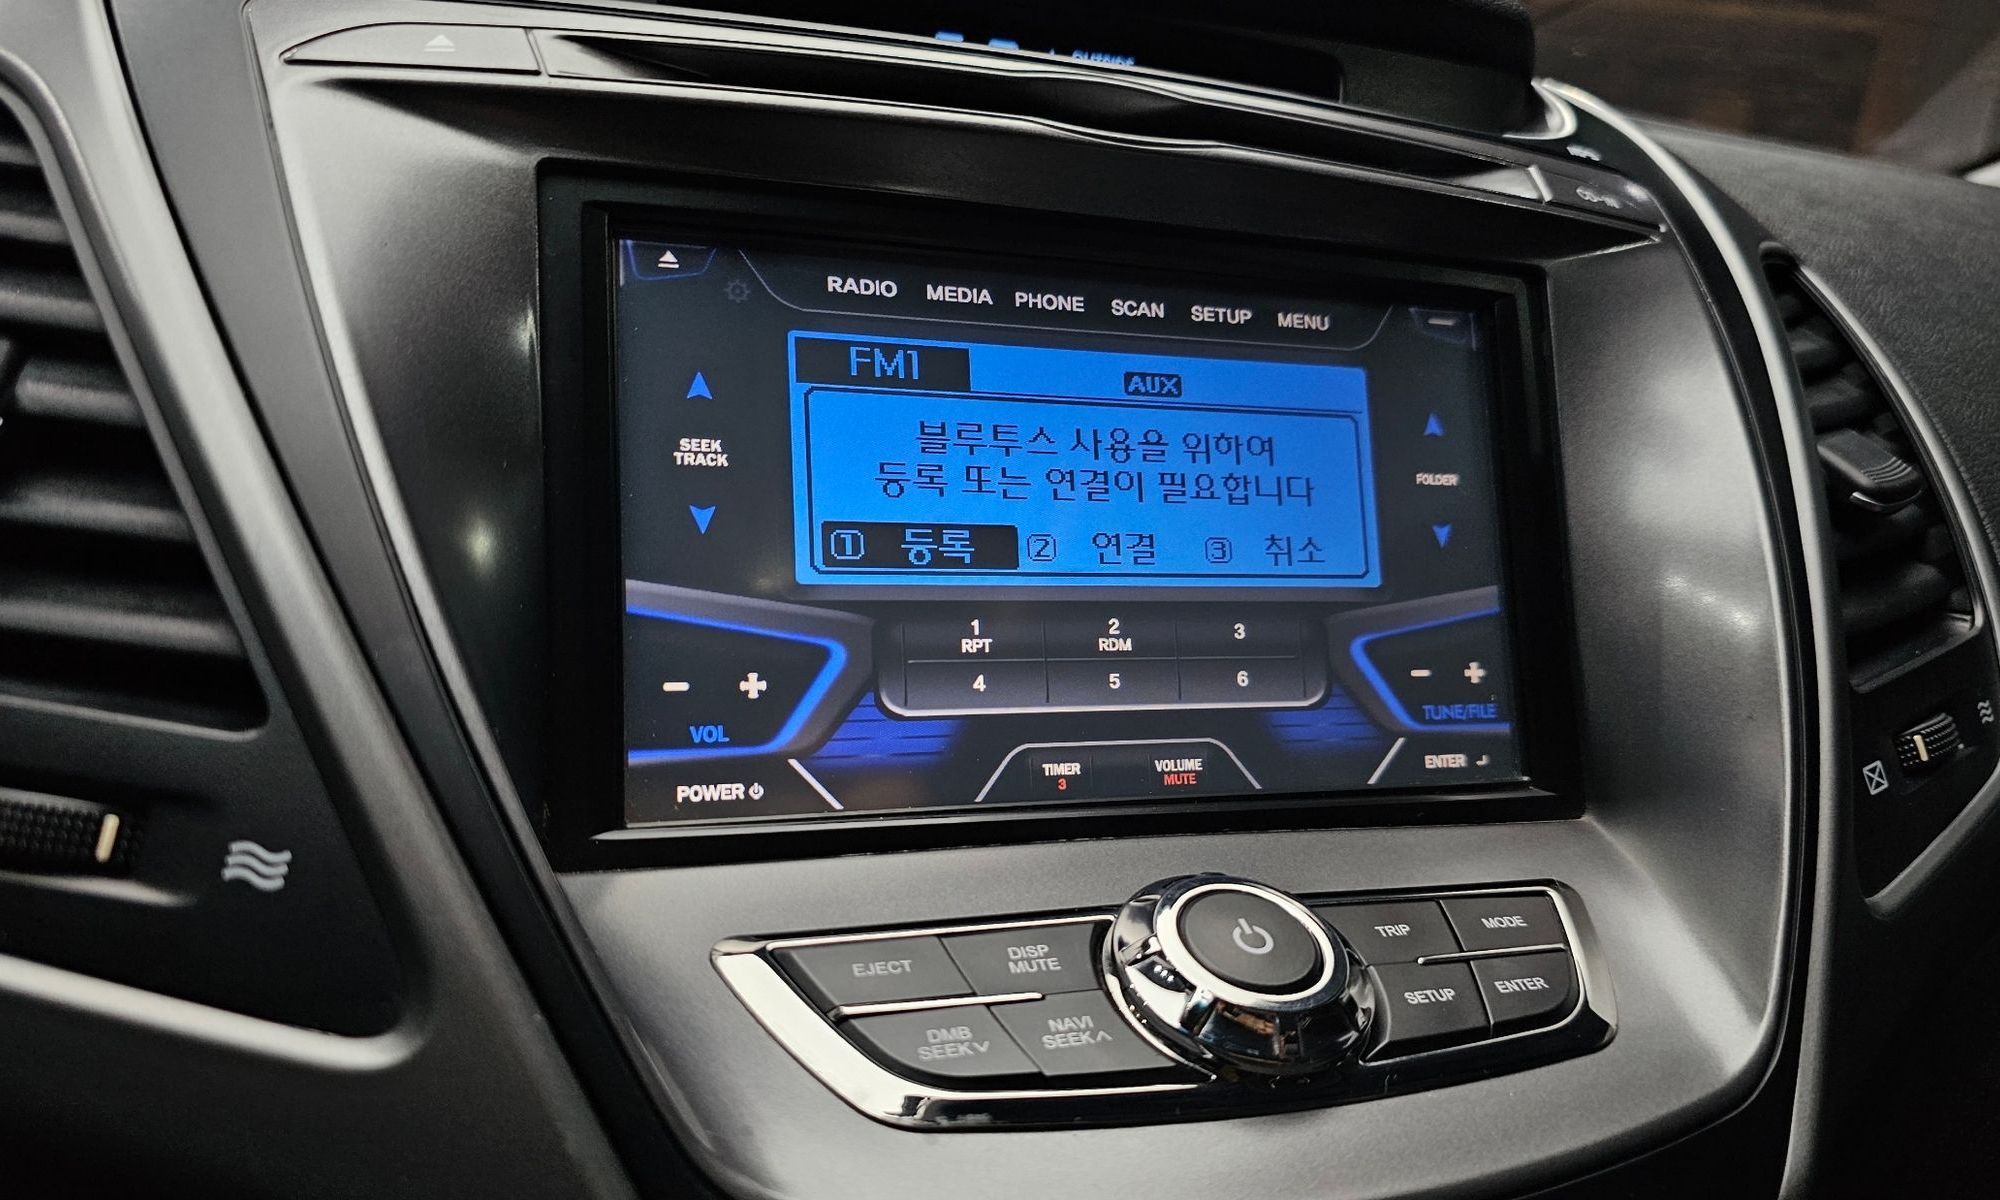 RADIO MEDIA PHONE SCAN SETUP MENU
FM1
AUX
SEEK
TRACK
FOLDER
블루투스 사용을 위하여
등록 또는 연결이 필요합니다
1 등록 2 연결 3 취소
1
RPT
2
RDM
3
4
5
6
VOL
TUNE/FILE
POWER
TIMER
3
VOLUME
MUTE
ENTER
EJECT
DISP
MUTE
DMB
SEEK
NAVI
SEEK
TRIP
MODE
SETUP
ENTER